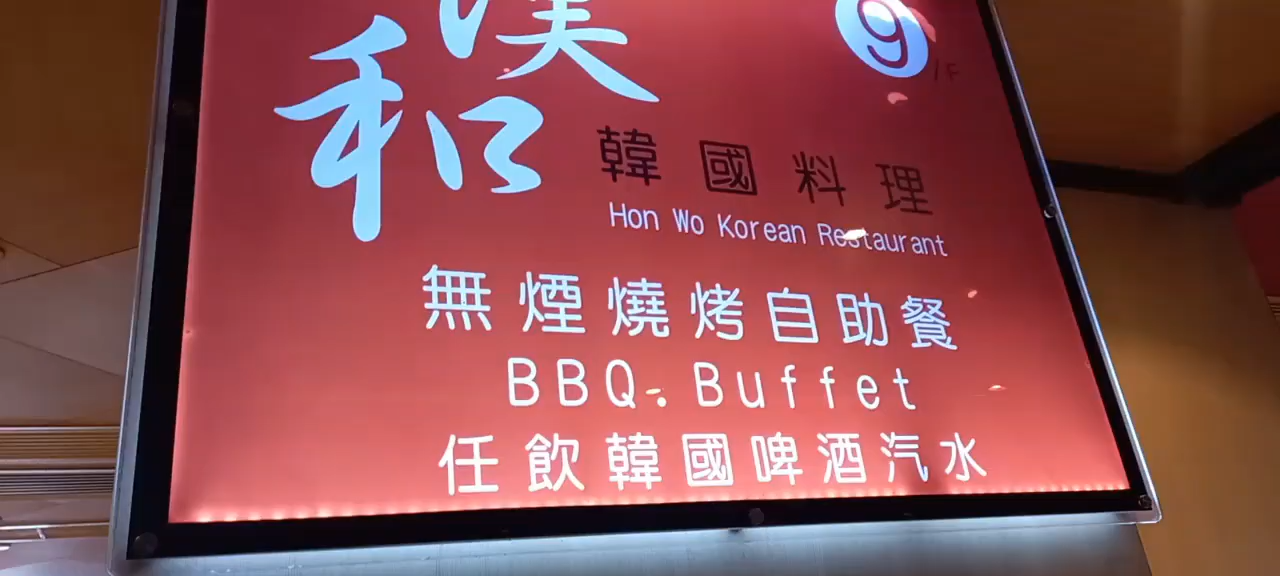 漢和
9/F
韓國料理
Hon Wo Korean Restaurant
無煙燒烤自助餐
BBQ. Buffet
任飲韓國啤酒汽水